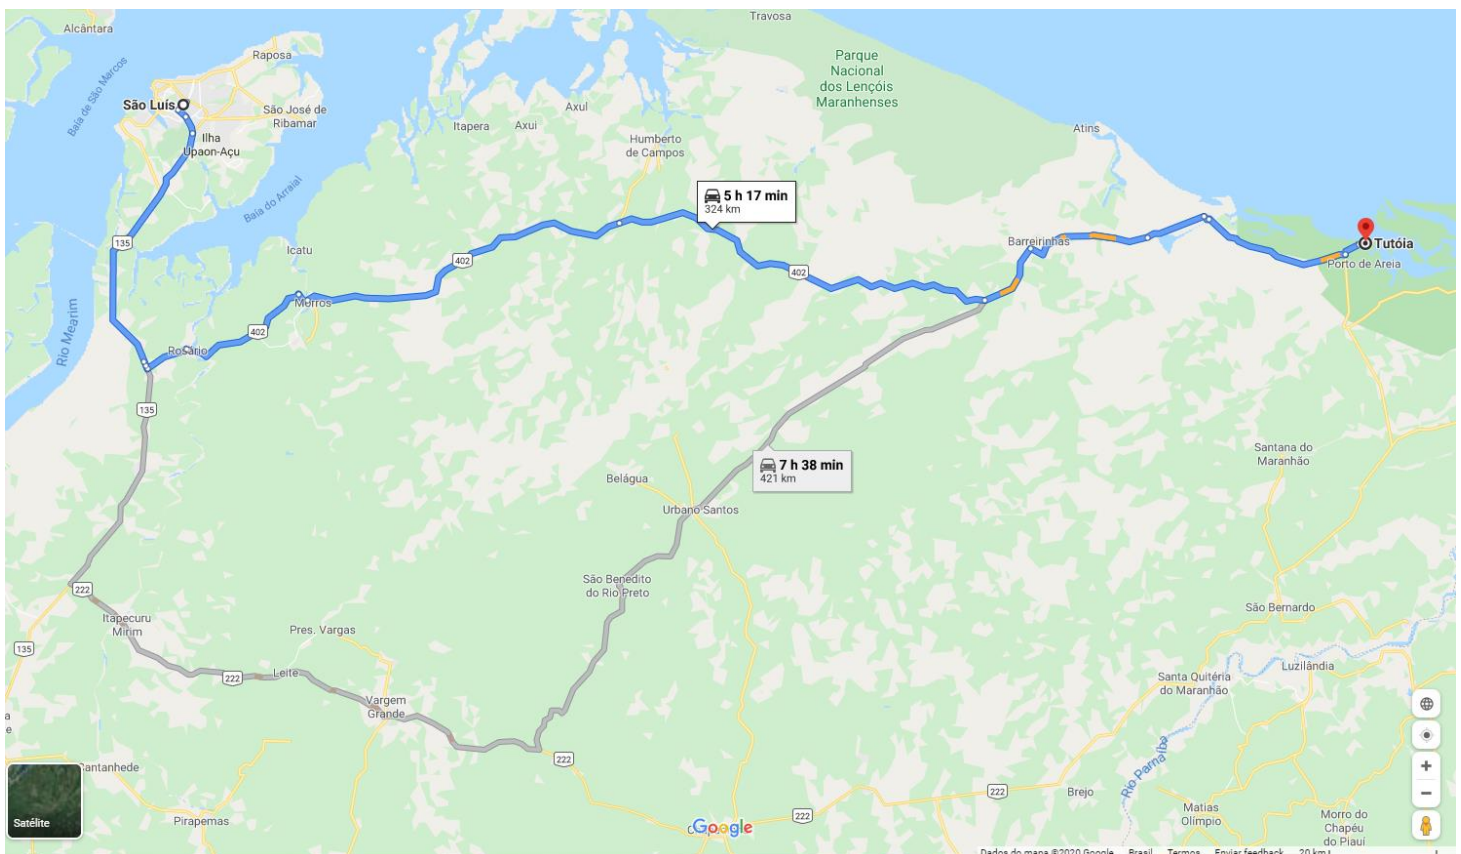 Travosa
Alcântara
Raposa
Parque
Nacional
dos Lençóis
Maranhenses
Baía de São Marcos
São Luís
São José de
Ribamar
Axul
Itapera
Axui
Atins
Ilha
Upaon-Açu
Humberto
de Campos
Baía do Arraial
5 h 17 min
324 km
135
Icatu
402
402
Barreirinhas
Tutóia
Porto de Areia
Morros
Rio Mearim
402
Rosário
135
7 h 38 min
421 km
Santana do
Maranhão
Belágua
Urbano Santos
222
São Benedito
do Rio Preto
Itapecuru
Mirim
São Bernardo
Pres. Vargas
135
Leite
222
Luzilândia
Santa Quitéria
do Maranhão
Vargem
Grande
a
e
222
Cantanhede
Rio Parnaíba
Satélite
Brejo
222
Matias
Olímpio
Pirapemas
222
Google
Morro do
Chapéu
do Piauí
Dados do mapa ©2020 Google Brasil Termos Enviar feedback 20 km